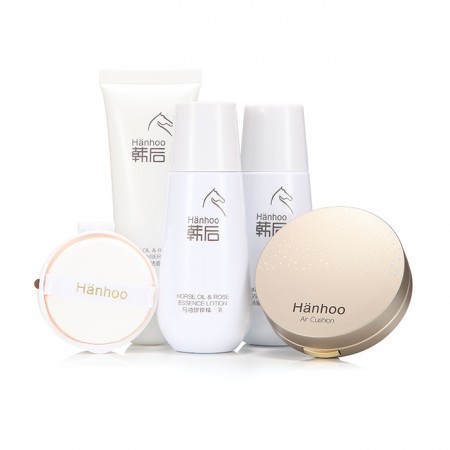 Hänhoo
韩后
OIL & R
Hänhoo
韩后
HORSE OIL & ROSE
ESSENCE LOTION
Hänhoo
韩后
Hänhoo
Hänhoo
Air Cushion